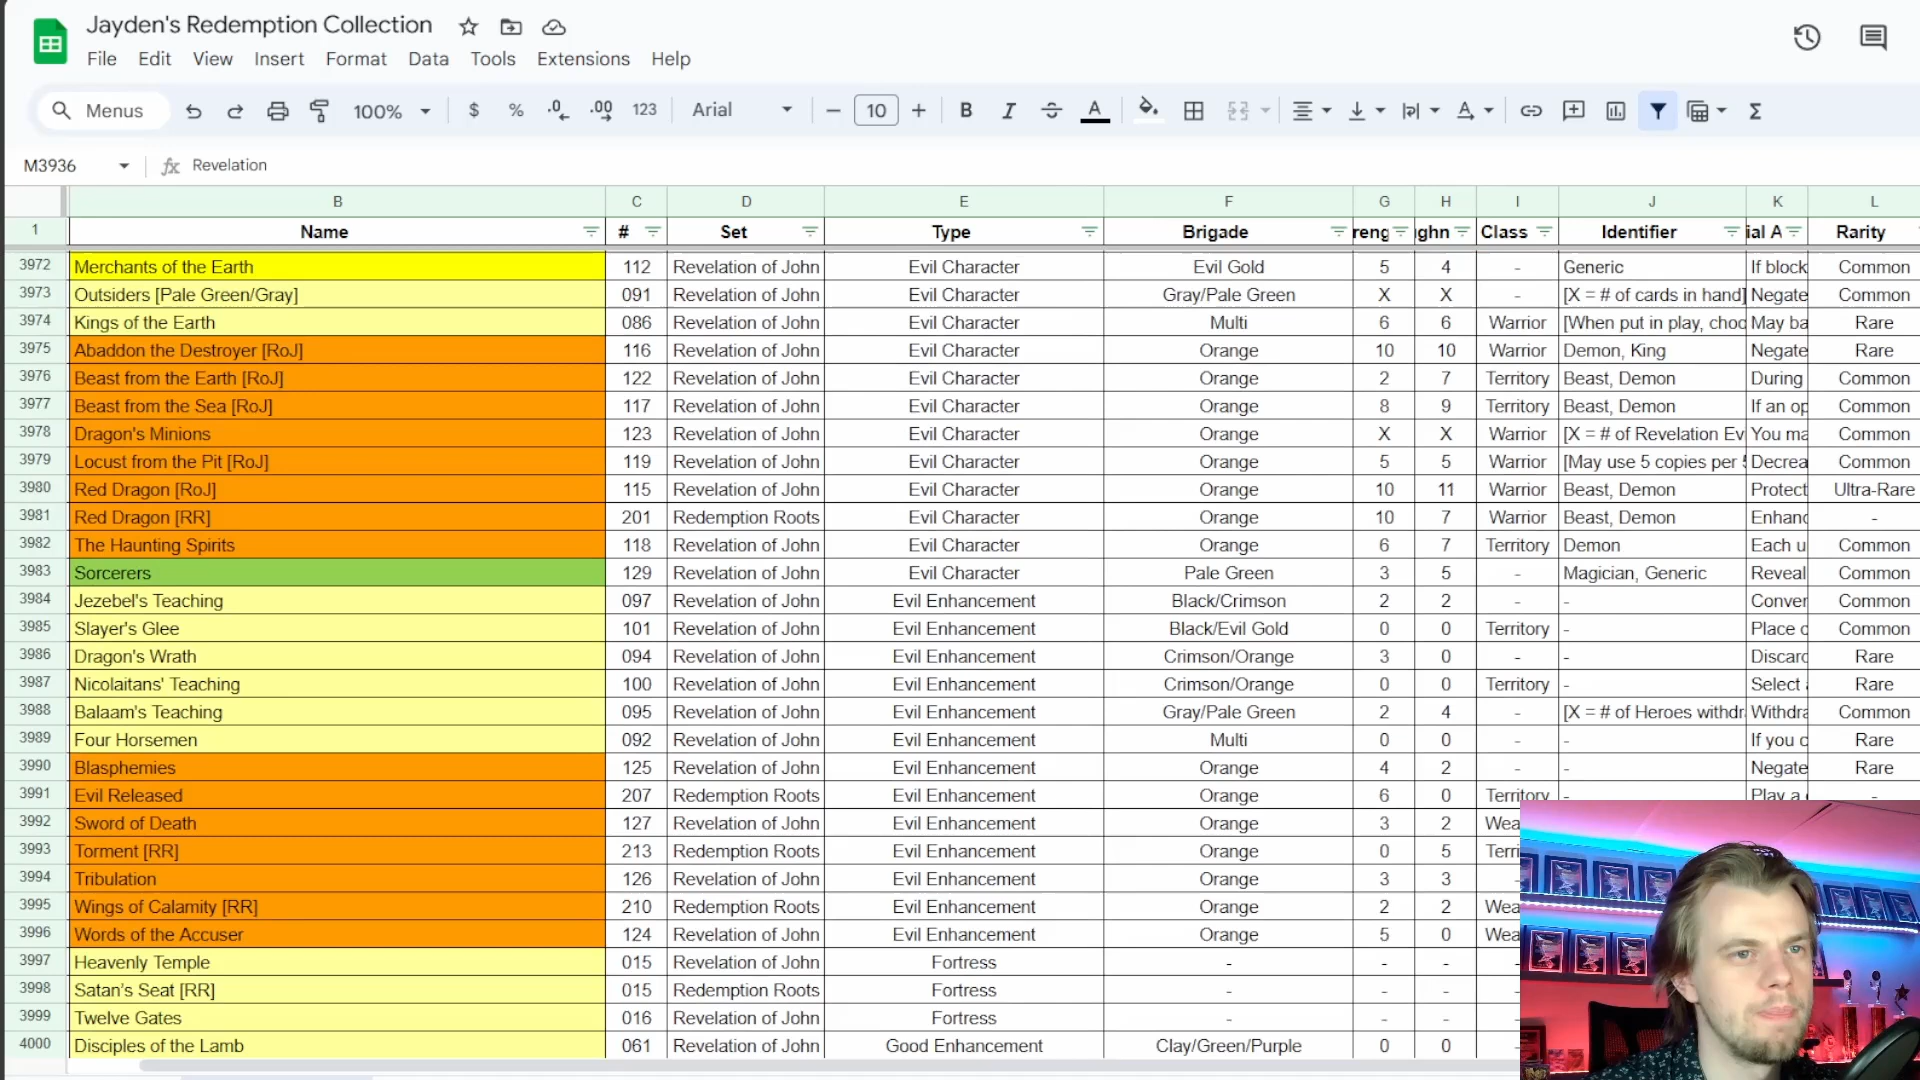 Jayden's Redemption Collection
File Edit View Insert Format Data Tools Extensions Help
Menus 100% $ % .0 .00 123 Arial 10 B I A
M3936 fx Revelation
B C D E F G H I J K L
1 Name # Set Type Brigade reng ghn Class Identifier ial A Rarity
3972 Merchants of the Earth 112 Revelation of John Evil Character Evil Gold 5 4 - Generic If block Common
3973 Outsiders [Pale Green/Gray] 091 Revelation of John Evil Character Gray/Pale Green X X - [X = # of cards in hand] Negate Common
3974 Kings of the Earth 086 Revelation of John Evil Character Multi 6 6 Warrior [When put in play, choo May ba Rare
3975 Abaddon the Destroyer [RoJ] 116 Revelation of John Evil Character Orange 10 10 Warrior Demon, King Negate Rare
3976 Beast from the Earth [RoJ] 122 Revelation of John Evil Character Orange 2 7 Territory Beast, Demon During Common
3977 Beast from the Sea [RoJ] 117 Revelation of John Evil Character Orange 8 9 Territory Beast, Demon If an op Common
3978 Dragon's Minions 123 Revelation of John Evil Character Orange X X Warrior [X = # of Revelation Ev You ma Common
3979 Locust from the Pit [RoJ] 119 Revelation of John Evil Character Orange 5 5 Warrior [May use 5 copies per Decrea Common
3980 Red Dragon [RoJ] 115 Revelation of John Evil Character Orange 10 11 Warrior Beast, Demon Protect Ultra-Rare
3981 Red Dragon [RR] 201 Redemption Roots Evil Character Orange 10 7 Warrior Beast, Demon Enhanc -
3982 The Haunting Spirits 118 Revelation of John Evil Character Orange 6 7 Territory Demon Each u Common
3983 Sorcerers 129 Revelation of John Evil Character Pale Green 3 5 - Magician, Generic Reveal Common
3984 Jezebel's Teaching 097 Revelation of John Evil Enhancement Black/Crimson 2 2 - - Conver Common
3985 Slayer's Glee 101 Revelation of John Evil Enhancement Black/Evil Gold 0 0 Territory - Place c Common
3986 Dragon's Wrath 094 Revelation of John Evil Enhancement Crimson/Orange 3 0 - - Discard Rare
3987 Nicolaitans' Teaching 100 Revelation of John Evil Enhancement Crimson/Orange 0 0 Territory - Select Rare
3988 Balaam's Teaching 095 Revelation of John Evil Enhancement Gray/Pale Green 2 4 - [X = # of Heroes withdr Withdra Common
3989 Four Horsemen 092 Revelation of John Evil Enhancement Multi 0 0 - - If you c Rare
3990 Blasphemies 125 Revelation of John Evil Enhancement Orange 4 2 - - Negate Rare
3991 Evil Released 207 Redemption Roots Evil Enhancement Orange 6 0 Territory - Play a -
3992 Sword of Death 127 Revelation of John Evil Enhancement Orange 3 2 Wea
3993 Torment [RR] 213 Redemption Roots Evil Enhancement Orange 0 5 Terri
3994 Tribulation 126 Revelation of John Evil Enhancement Orange 3 3 -
3995 Wings of Calamity [RR] 210 Redemption Roots Evil Enhancement Orange 2 2 Wea
3996 Words of the Accuser 124 Revelation of John Evil Enhancement Orange 5 0 Wea
3997 Heavenly Temple 015 Revelation of John Fortress - - - -
3998 Satan's Seat [RR] 015 Redemption Roots Fortress - - - -
3999 Twelve Gates 016 Revelation of John Fortress - - - -
4000 Disciples of the Lamb 061 Revelation of John Good Enhancement Clay/Green/Purple 0 0 -